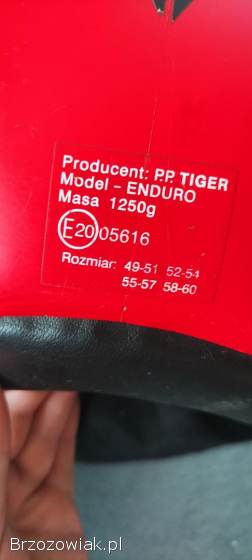 Producent: P.P. TIGER
Model - ENDURO
Masa 1250g
E20 05616
Rozmiar: 49-51 52-54
55-57 58-60
Brzozowiak.pl